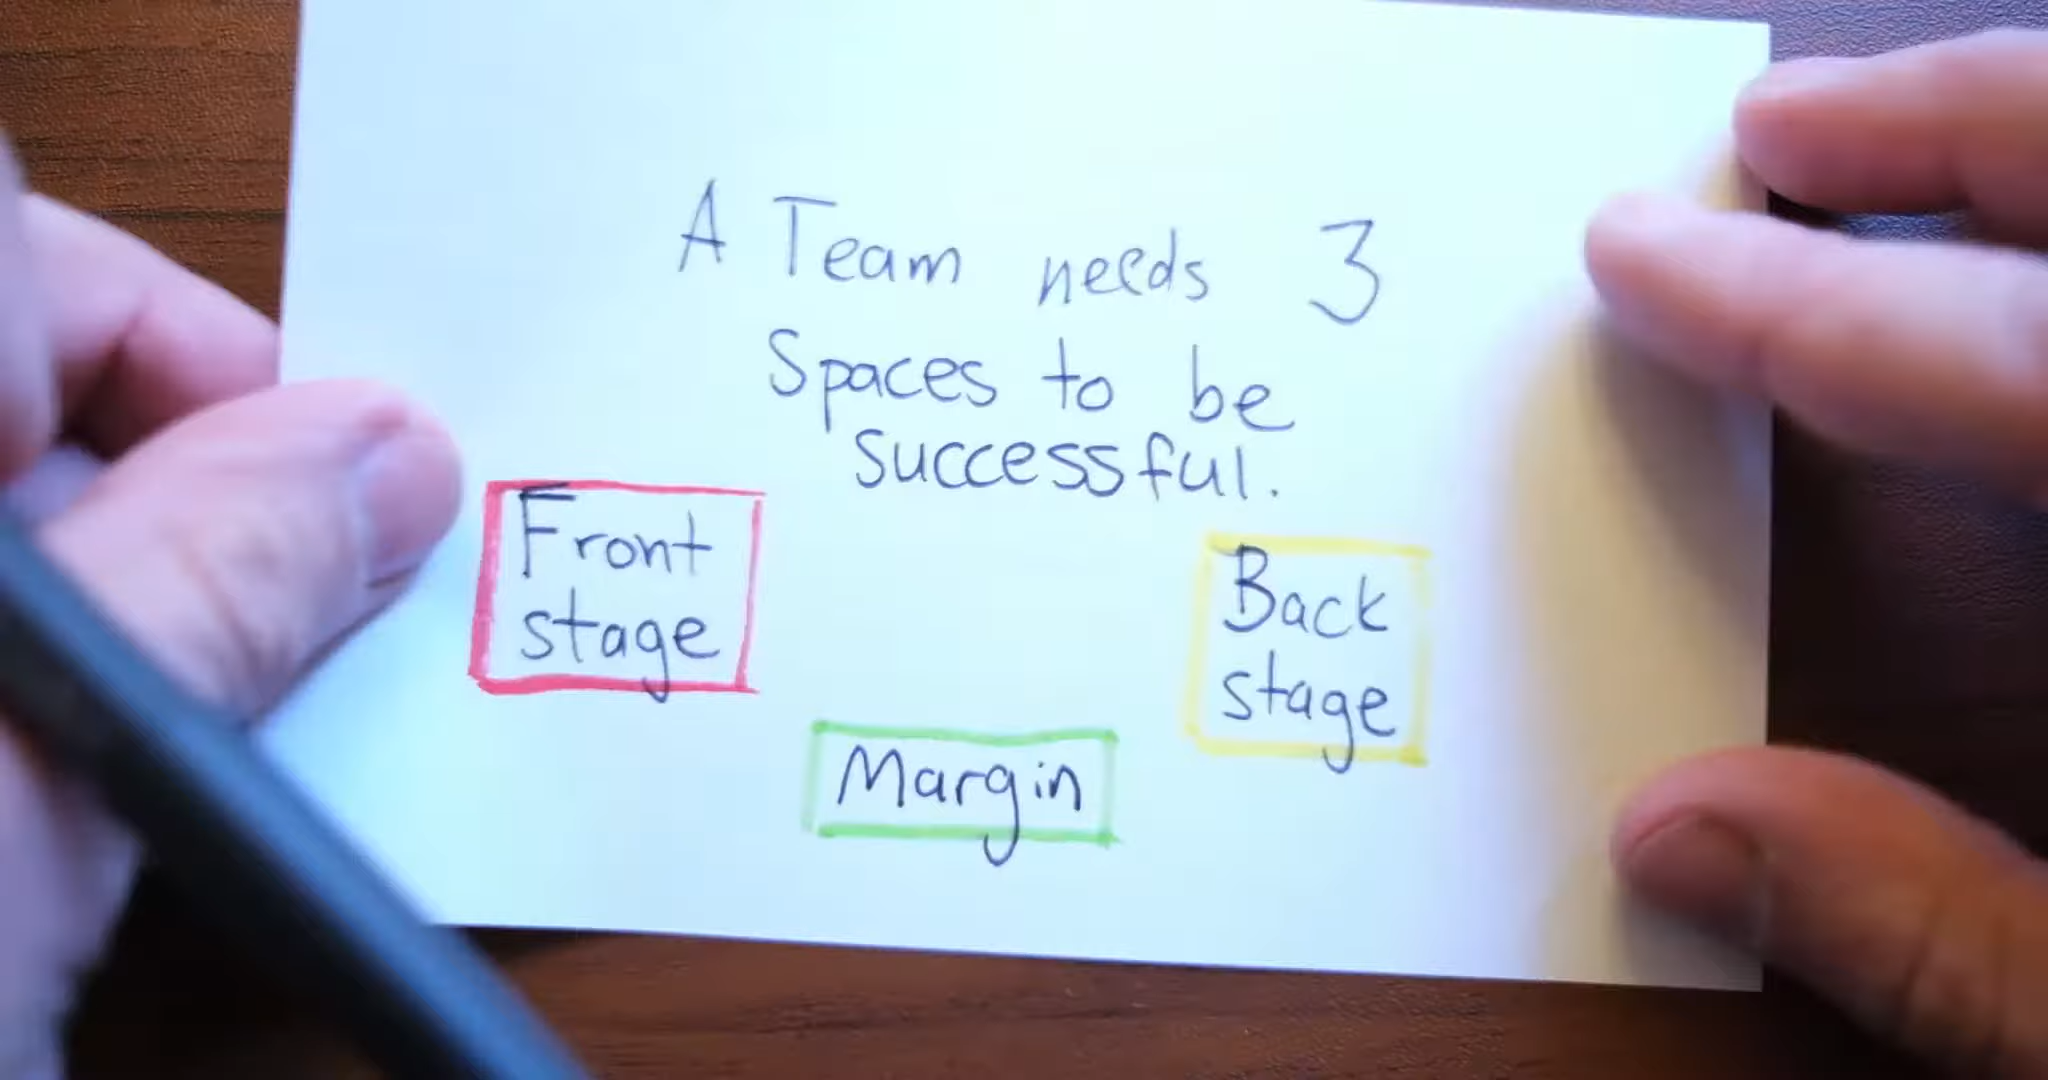 A Team needs 3
Spaces to be
successful.
Front
stage
Back
stage
Margin